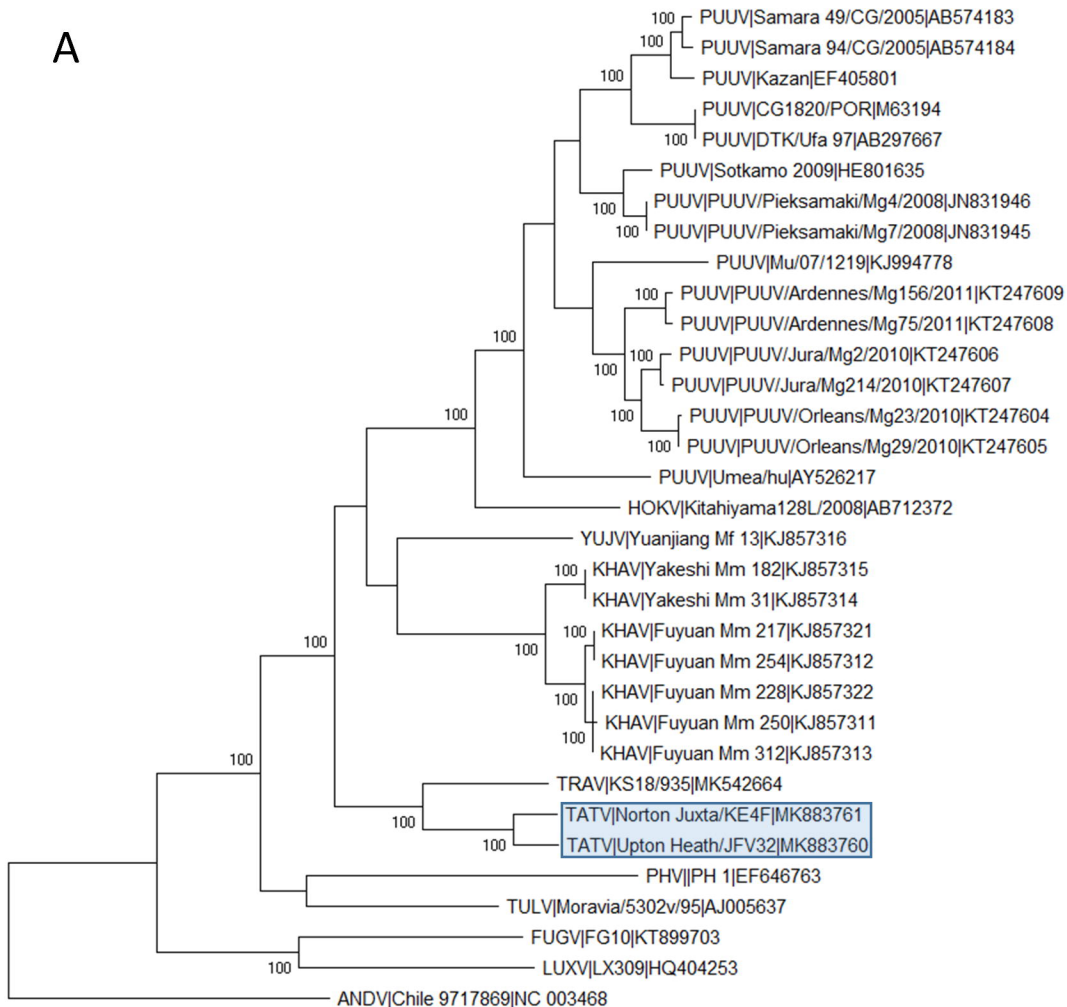 A
100
PUUV|Samara 49/CG/2005|AB574183
100
PUUV|Samara 94/CG/2005|AB574184
100
PUUV|Kazan|EF405801
PUUV|CG1820/POR|M63194
100
PUUV|DTK/Ufa 97|AB297667
PUUV|Sotkamo 2009|HE801635
100
PUUV|PUUV/Pieksamaki/Mg4/2008|JN831946
100
PUUV|PUUV/Pieksamaki/Mg7/2008|JN831945
PUUV|Mu/07/1219|KJ994778
100
PUUV|PUUV/Ardennes/Mg156/2011|KT247609
PUUV|PUUV/Ardennes/Mg75/2011|KT247608
100
100
100
PUUV|PUUV/Jura/Mg2/2010|KT247606
PUUV|PUUV/Jura/Mg214/2010|KT247607
100
PUUV|PUUV/Orleans/Mg23/2010|KT247604
100
PUUV|PUUV/Orleans/Mg29/2010|KT247605
100
PUUV|Umea/hu|AY526217
HOKV|Kitahiyama128L/2008|AB712372
YUJV|Yuanjiang Mf 13|KJ857316
100
KHAV|Yakeshi Mm 182|KJ857315
KHAV|Yakeshi Mm 31|KJ857314
100
100
100
KHAV|Fuyuan Mm 217|KJ857321
KHAV|Fuyuan Mm 254|KJ857312
100
KHAV|Fuyuan Mm 228|KJ857322
KHAV|Fuyuan Mm 250|KJ857311
100
KHAV|Fuyuan Mm 312|KJ857313
100
TRAV|KS18/935|MK542664
100
TATV|Norton Juxta/KE4F|MK883761
100
TATV|Upton Heath/JFV32|MK883760
PHV||PH 1|EF646763
TULV|Moravia/5302v/95|AJ005637
FUGV|FG10|KT899703
100
LUXV|LX309|HQ404253
ANDV|Chile 9717869|NC 003468